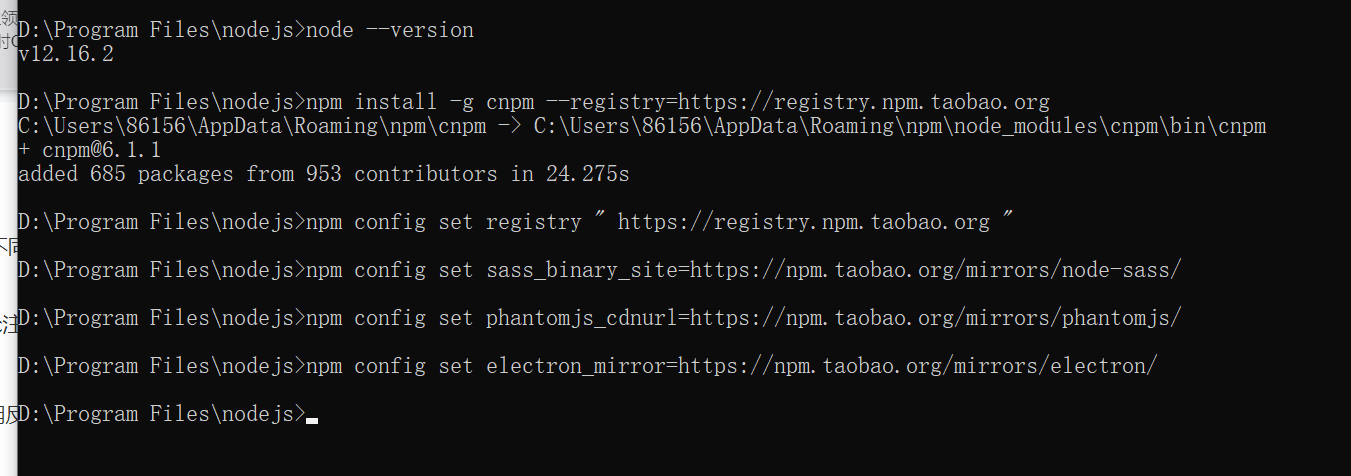 D:\Program Files\nodejs>node --version
v12.16.2
D:\Program Files\nodejs>npm install -g cnpm --registry=https://registry.npm.taobao.org
C:\Users\86156\AppData\Roaming\npm\cnpm -> C:\Users\86156\AppData\Roaming\npm\node_modules\cnpm\bin\cnpm
+ cnpm@6.1.1
added 685 packages from 953 contributors in 24.275s
D:\Program Files\nodejs>npm config set registry " https://registry.npm.taobao.org "
D:\Program Files\nodejs>npm config set sass_binary_site=https://npm.taobao.org/mirrors/node-sass/
D:\Program Files\nodejs>npm config set phantomjs_cdnurl=https://npm.taobao.org/mirrors/phantomjs/
D:\Program Files\nodejs>npm config set electron_mirror=https://npm.taobao.org/mirrors/electron/
D:\Program Files\nodejs>